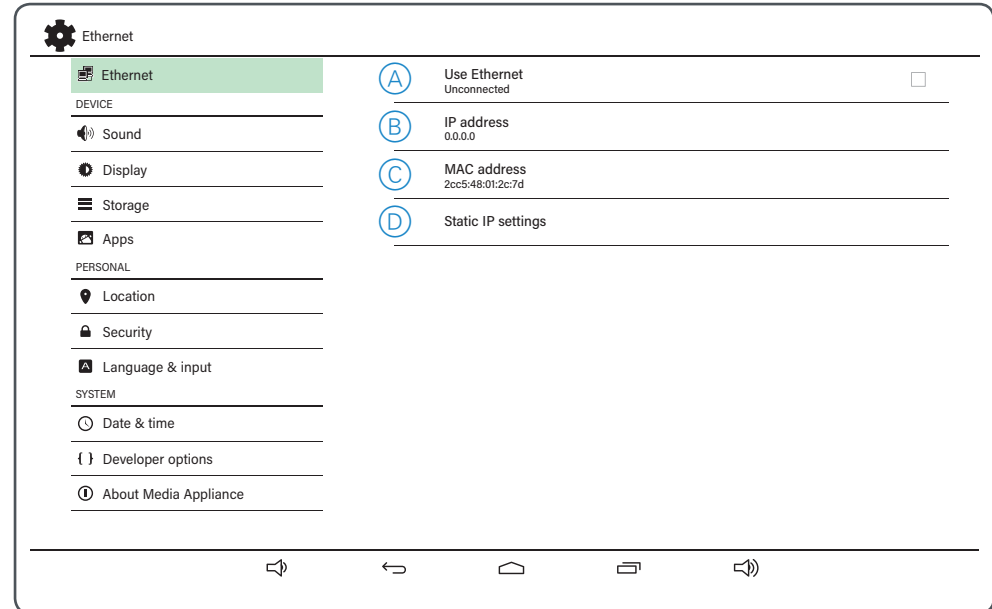 Ethernet
Ethernet
DEVICE
Sound
Display
Storage
Apps
PERSONAL
Location
Security
A Language & input
SYSTEM
Date & time
{ } Developer options
About Media Appliance
A Use Ethernet
Unconnected
B IP address
0.0.0.0
C MAC address
2cc5:48:01:2c:7d
D Static IP settings